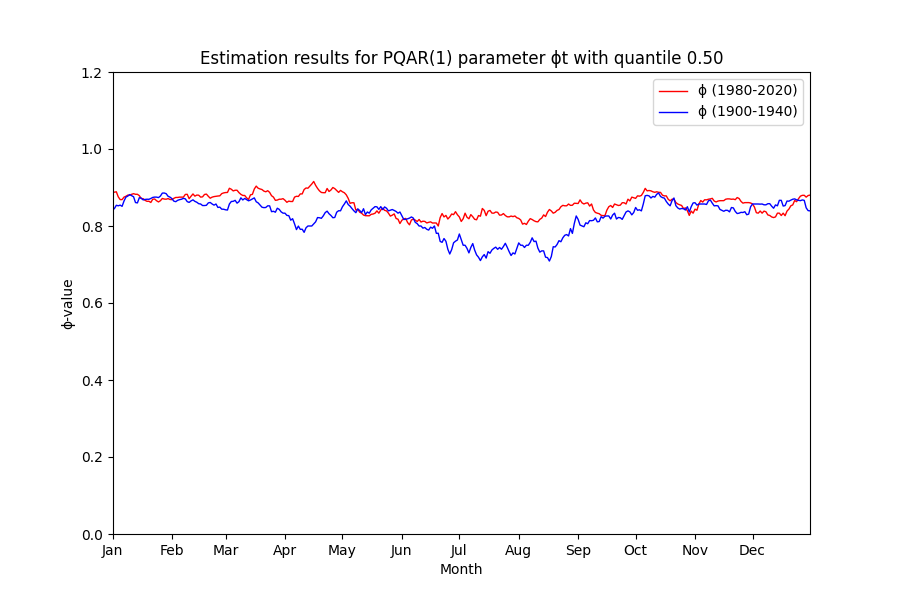 Estimation results for PQAR(1) parameter ϕt with quantile 0.50
ϕ (1980-2020)
ϕ (1900-1940)
1.2
1.0
0.8
0.6
0.4
0.2
0.0
ϕ-value
Jan Feb Mar Apr May Jun Jul Aug Sep Oct Nov Dec
Month